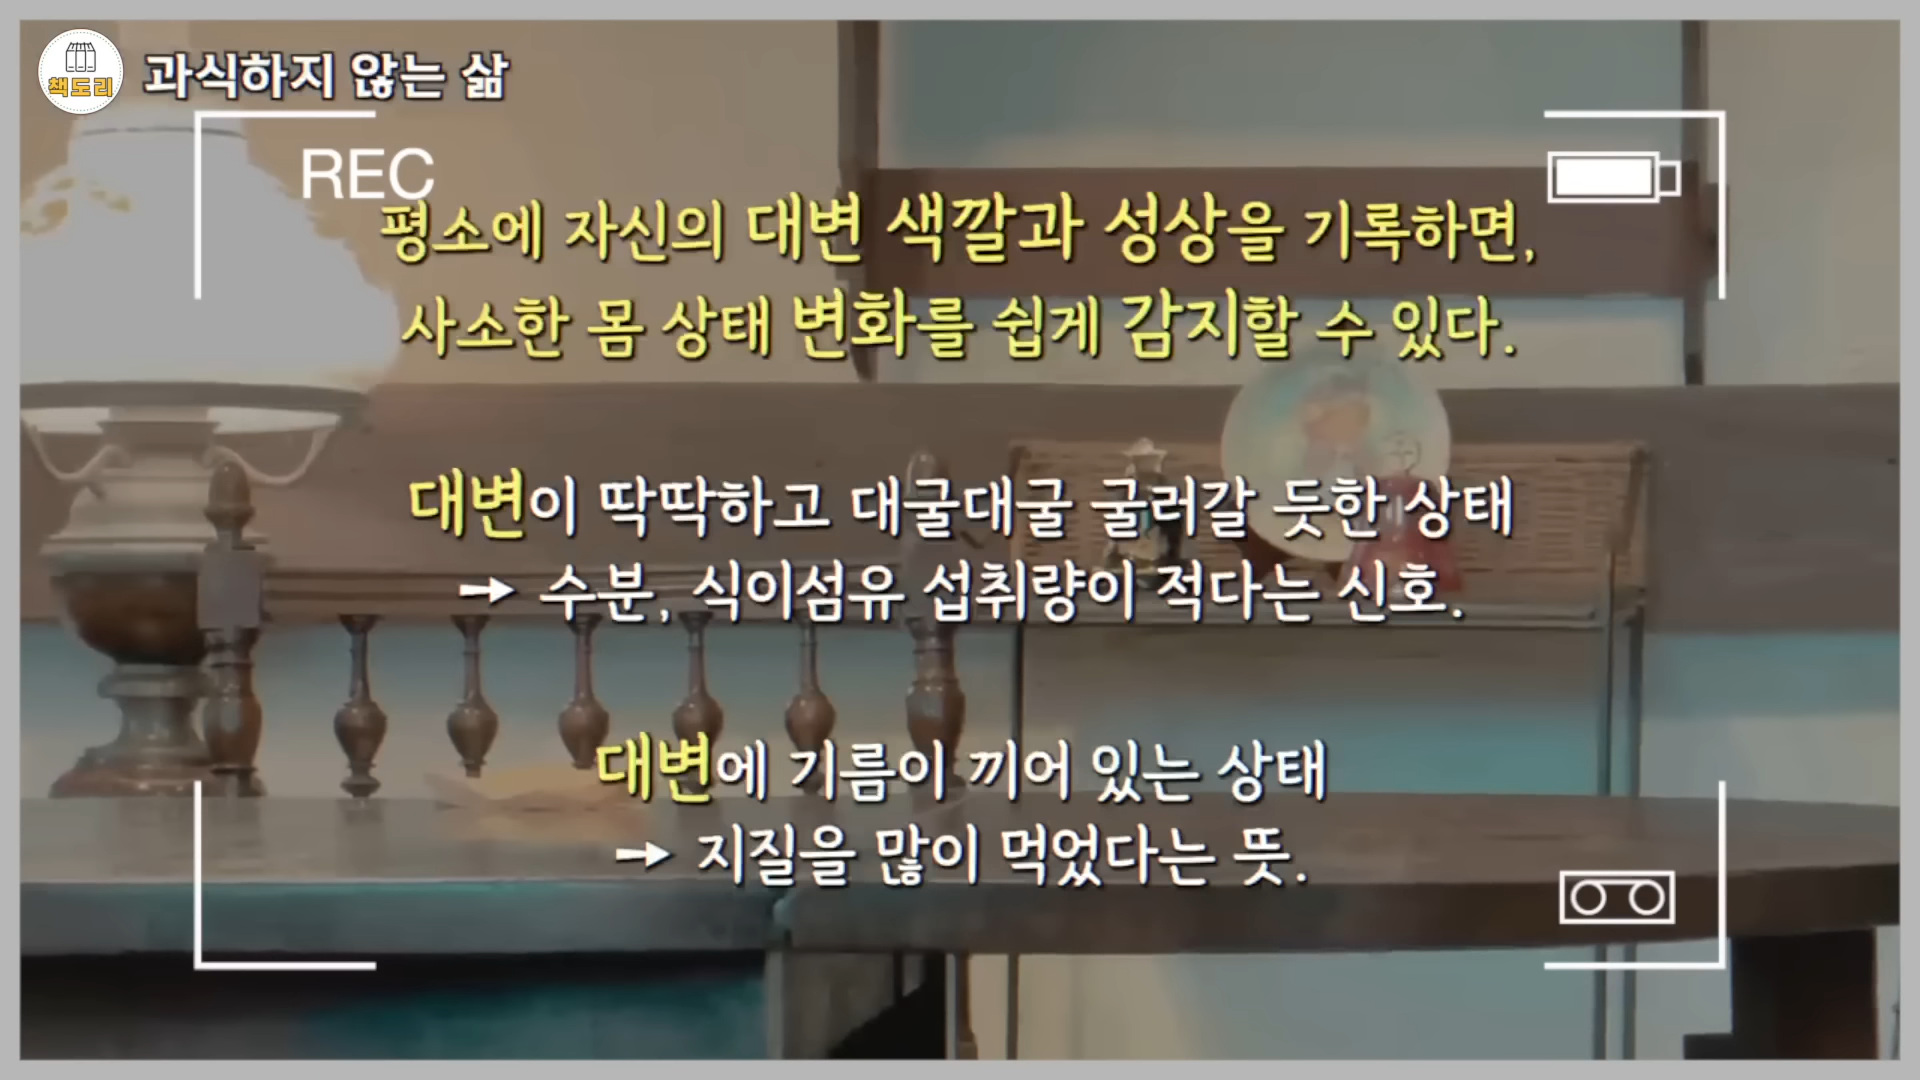 책도리
과식하지 않는 삶
REC
평소에 자신의 대변 색깔과 성상을 기록하면,
사소한 몸 상태 변화를 쉽게 감지할 수 있다.
대변이 딱딱하고 대굴대굴 굴러갈 듯한 상태
→ 수분, 식이섬유 섭취량이 적다는 신호.
대변에 기름이 끼어 있는 상태
→ 지질을 많이 먹었다는 뜻.